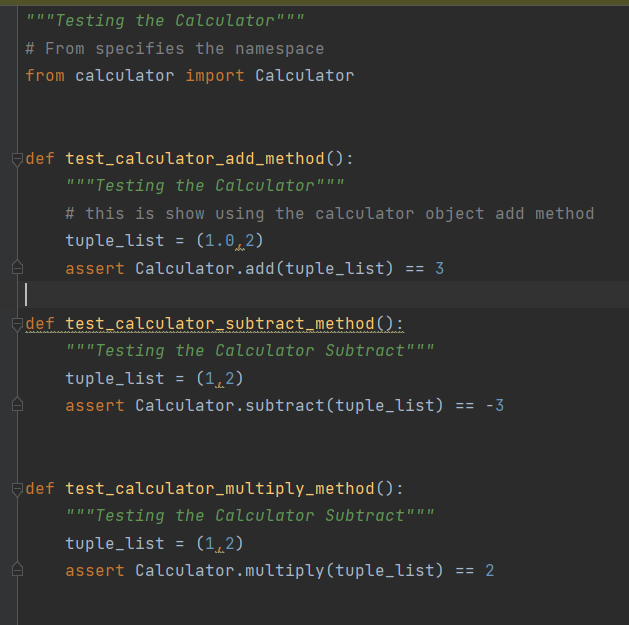 """Testing the Calculator"""
# From specifies the namespace
from calculator import Calculator
def test_calculator_add_method():
    """Testing the Calculator"""
    # this is show using the calculator object add method
    tuple_list = (1.0,2)
    assert Calculator.add(tuple_list) == 3
def test_calculator_subtract_method():
    """Testing the Calculator Subtract"""
    tuple_list = (1,2)
    assert Calculator.subtract(tuple_list) == -3
def test_calculator_multiply_method():
    """Testing the Calculator Subtract"""
    tuple_list = (1,2)
    assert Calculator.multiply(tuple_list) == 2